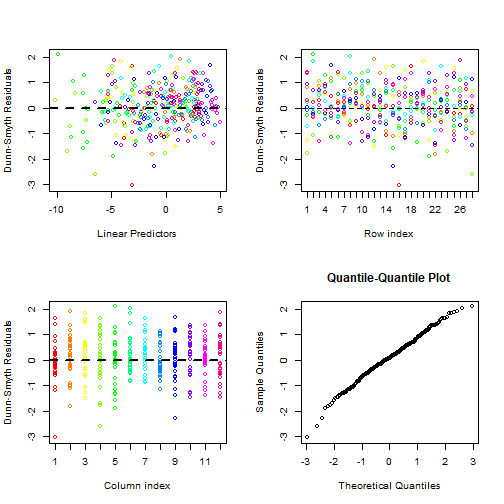 2
1
0
-1
-2
-3
Dunn-Smyth Residuals
-10 -5 0 5
Linear Predictors
2
1
0
-1
-2
-3
Dunn-Smyth Residuals
1 4 7 10 14 18 22 26
Row index
2
1
0
-1
-2
-3
Dunn-Smyth Residuals
1 3 5 7 9 11
Column index
Quantile-Quantile Plot
2
1
0
-1
-2
-3
Sample Quantiles
-3 -2 -1 0 1 2 3
Theoretical Quantiles